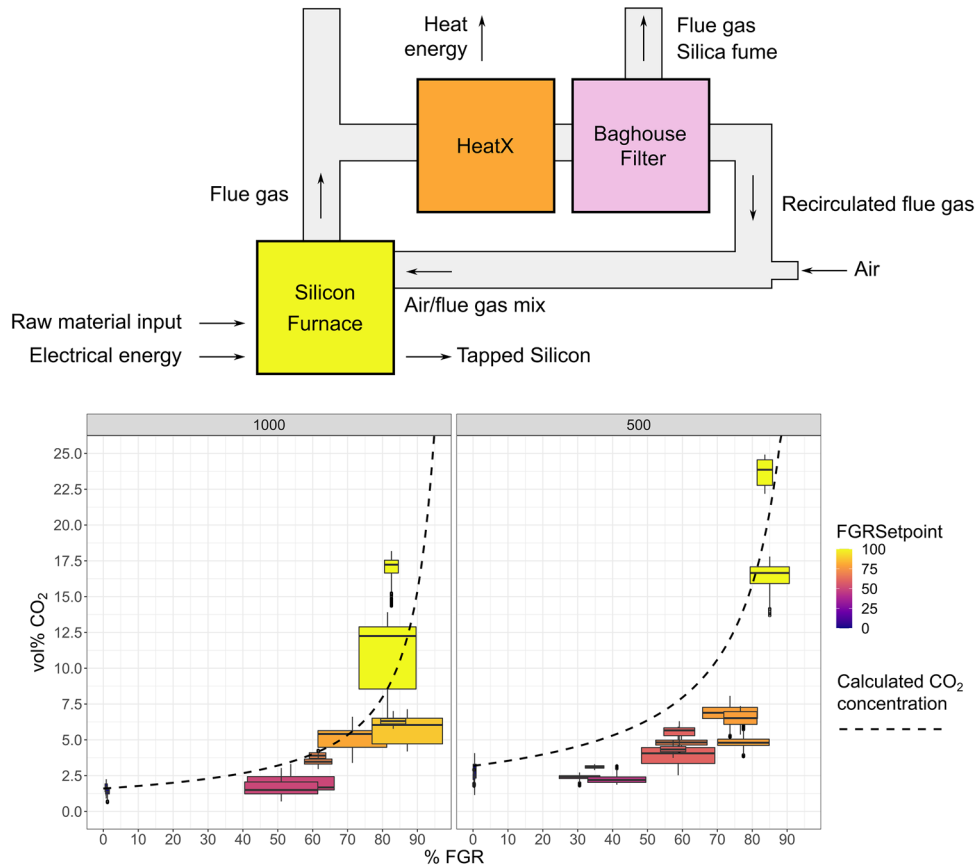 Heat
energy
Flue gas
Silica fume
HeatX
Baghouse
Filter
Flue gas
Recirculated flue gas
Air
Silicon
Furnace
Air/flue gas mix
Raw material input
Electrical energy
Tapped Silicon
1000
500
25.0
22.5
20.0
17.5
15.0
12.5
10.0
7.5
5.0
2.5
0.0
vol% CO₂
0 10 20 30 40 50 60 70 80 90
0 10 20 30 40 50 60 70 80 90
% FGR
FGRSetpoint
100
75
50
25
0
Calculated CO₂
concentration